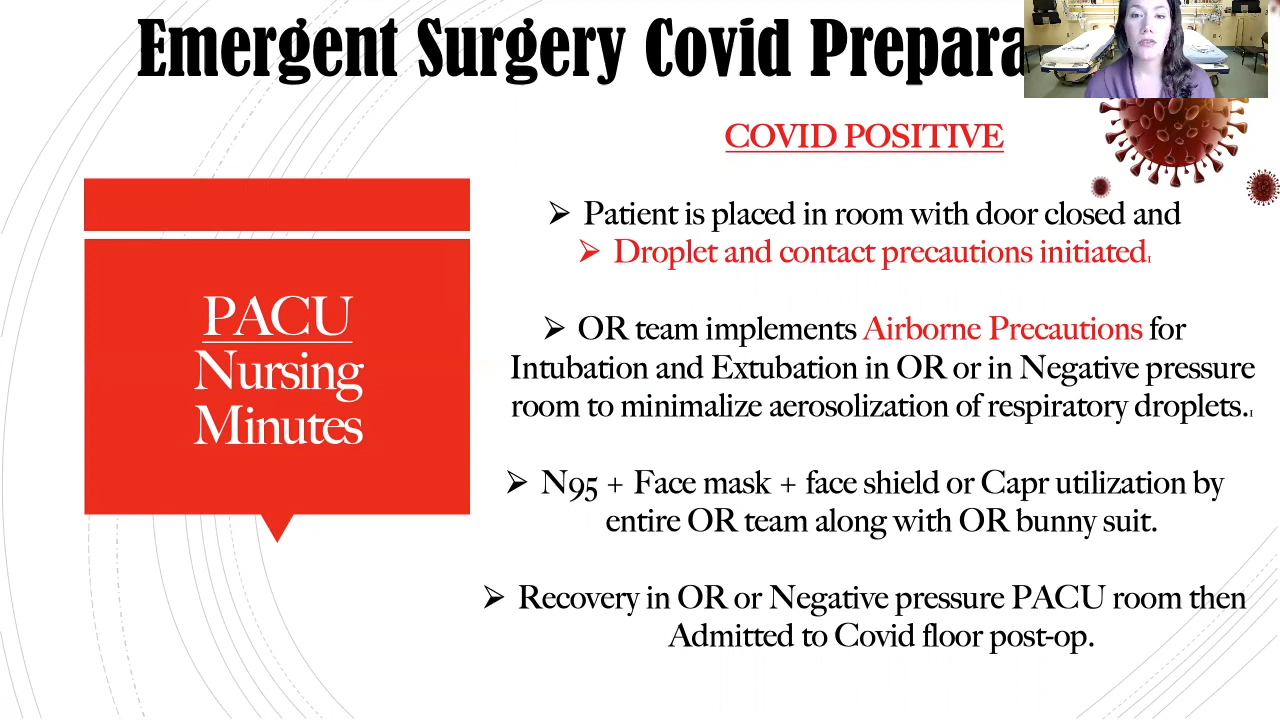 Emergent Surgery Covid
COVID POSITIVE
PACU
Nursing
Minutes
➢ Patient is placed in room with door closed and
➢ Droplet and contact precautions initiated.
➢ OR team implements Airborne Precautions for
Intubation and Extubation in OR or in Negative pressure
room to minimalize aerosolization of respiratory droplets.
➢ N95 + Face mask + face shield or Capr utilization by
entire OR team along with OR bunny suit.
➢ Recovery in OR or Negative pressure PACU room then
Admitted to Covid floor post-op.